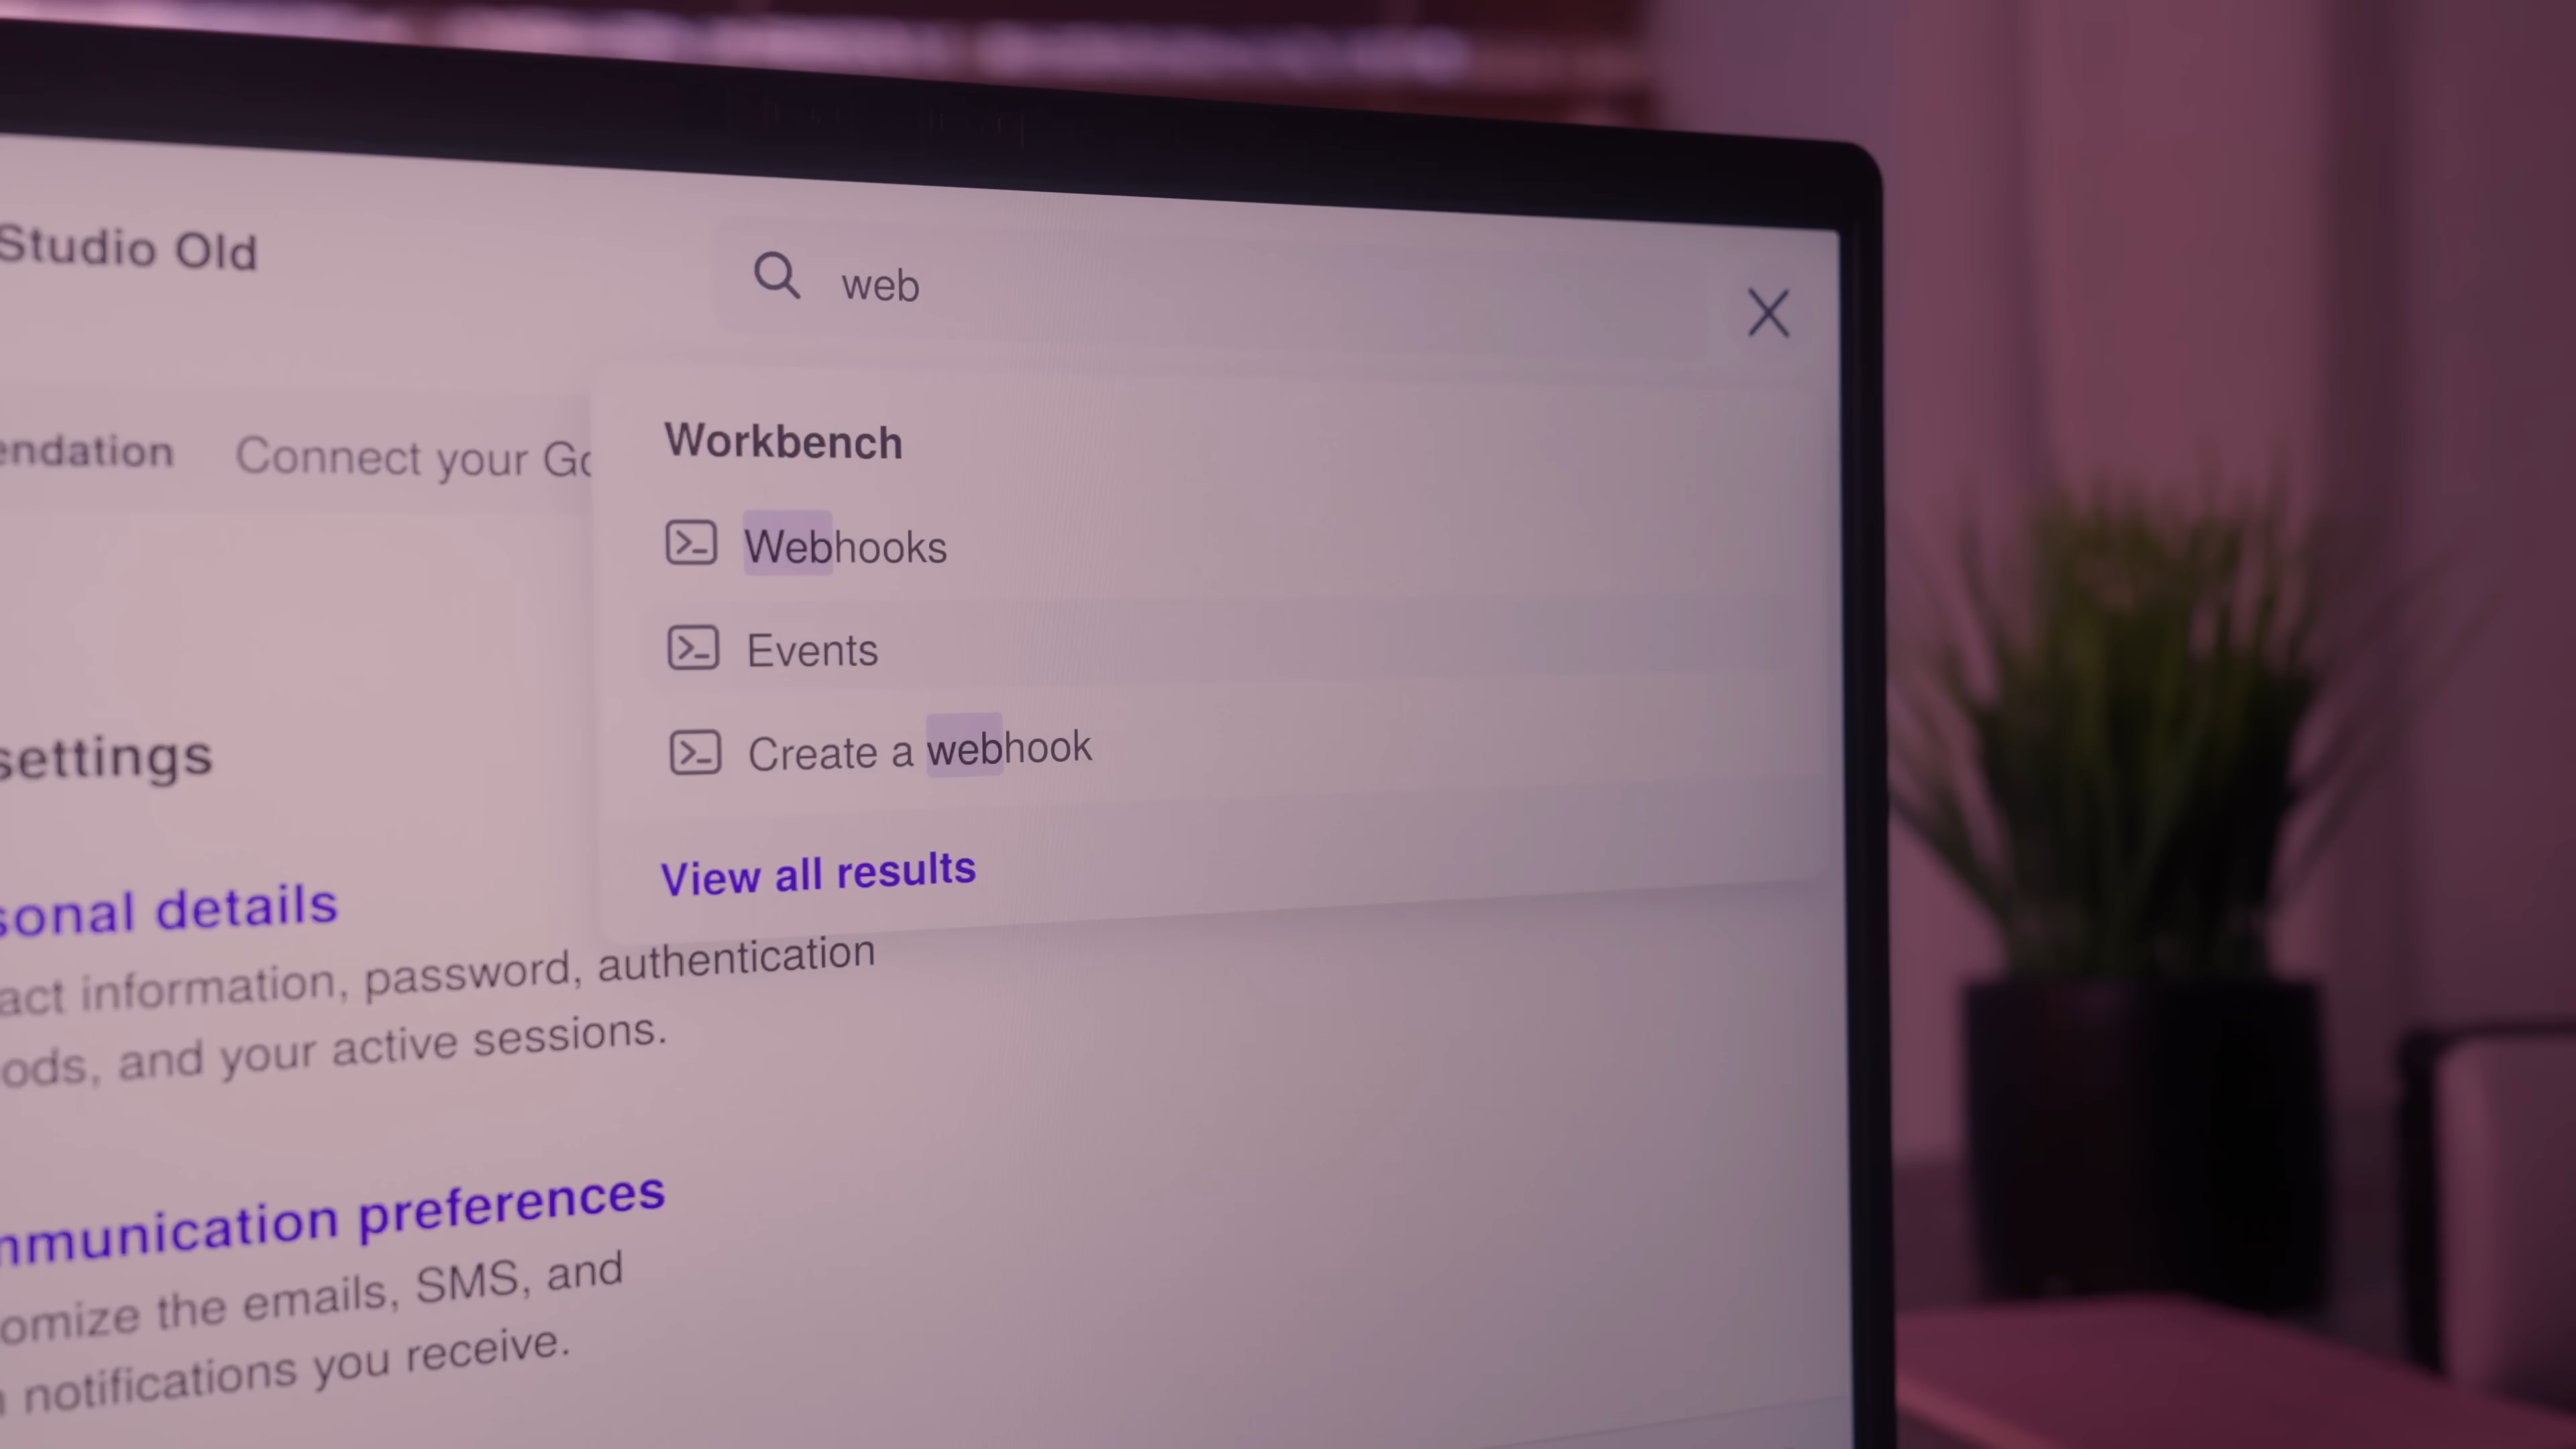 Studio Old
web
endation Connect your Go
Workbench
Webhooks
Events
Create a webhook
View all results
settings
sonal details
act information, password, authentication
ods, and your active sessions.
mmunication preferences
omize the emails, SMS, and
notifications you receive.